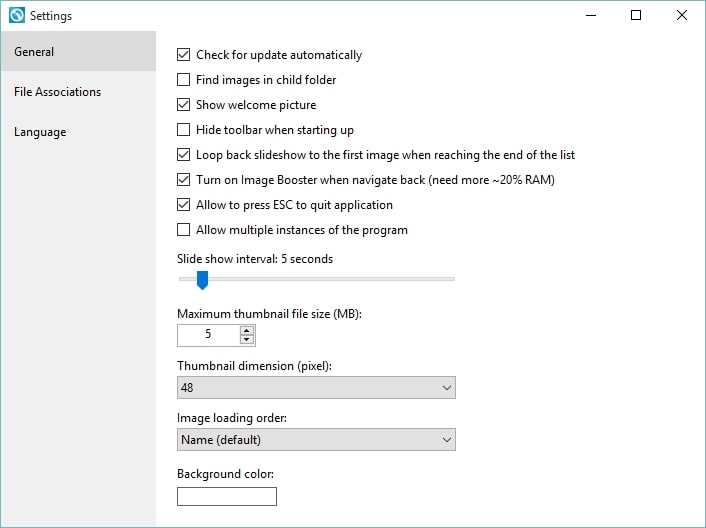 Settings
General
File Associations
Language
Check for update automatically
Find images in child folder
Show welcome picture
Hide toolbar when starting up
Loop back slideshow to the first image when reaching the end of the list
Turn on Image Booster when navigate back (need more ~20% RAM)
Allow to press ESC to quit application
Allow multiple instances of the program
Slide show interval: 5 seconds
Maximum thumbnail file size (MB):
5
Thumbnail dimension (pixel):
48
Image loading order:
Name (default)
Background color: